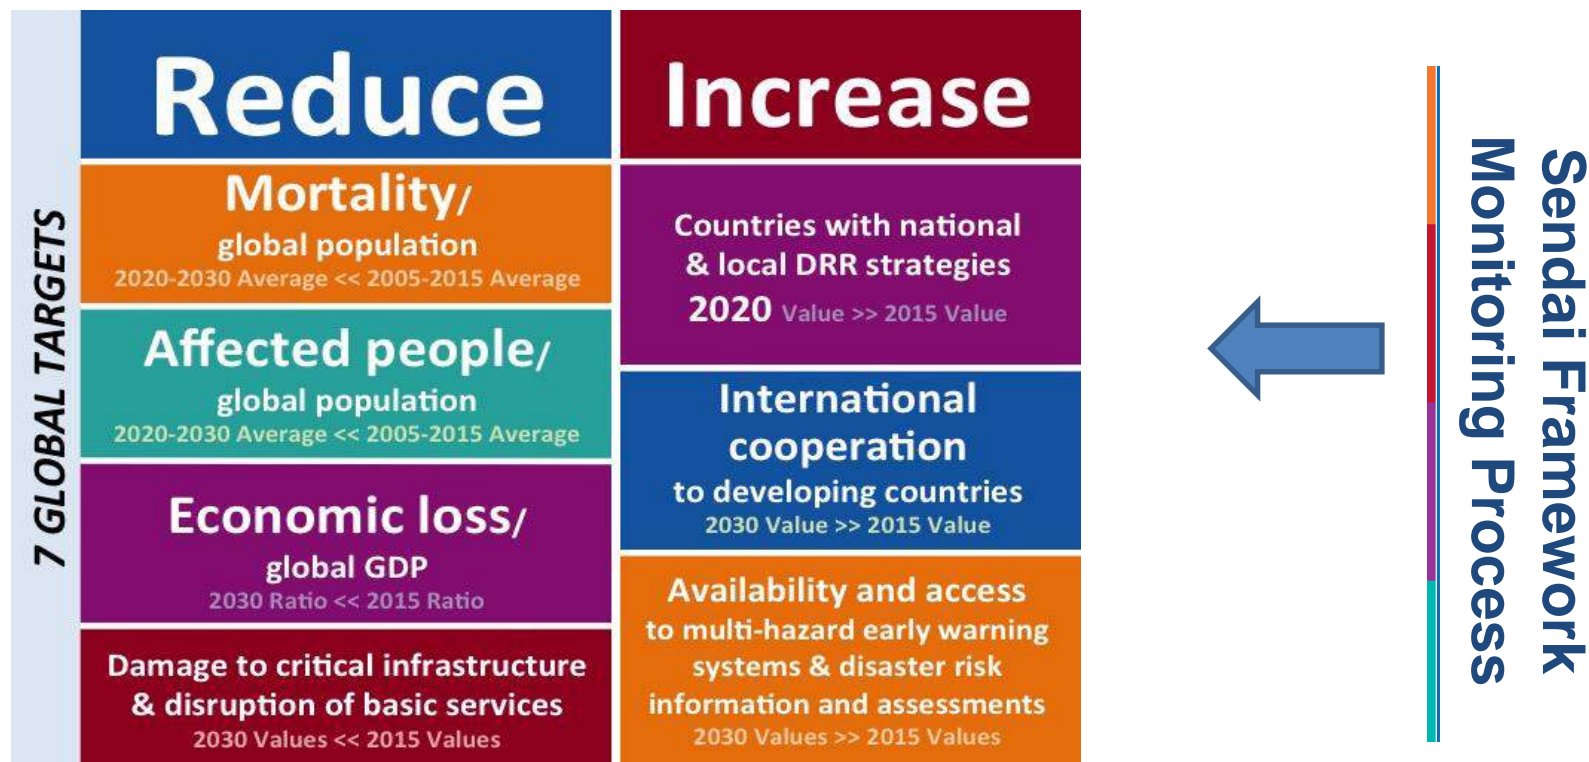 7 GLOBAL TARGETS
Reduce
Mortality/
global population
2020-2030 Average << 2005-2015 Average
Affected people/
global population
2020-2030 Average << 2005-2015 Average
Economic loss/
global GDP
2030 Ratio << 2015 Ratio
Damage to critical infrastructure
& disruption of basic services
2030 Values << 2015 Values
Increase
Countries with national
& local DRR strategies
2020 Value >> 2015 Value
International
cooperation
to developing countries
2030 Value >> 2015 Value
Availability and access
to multi-hazard early warning
systems & disaster risk
information and assessments
2030 Values >> 2015 Values
Sendai Framework
Monitoring Process